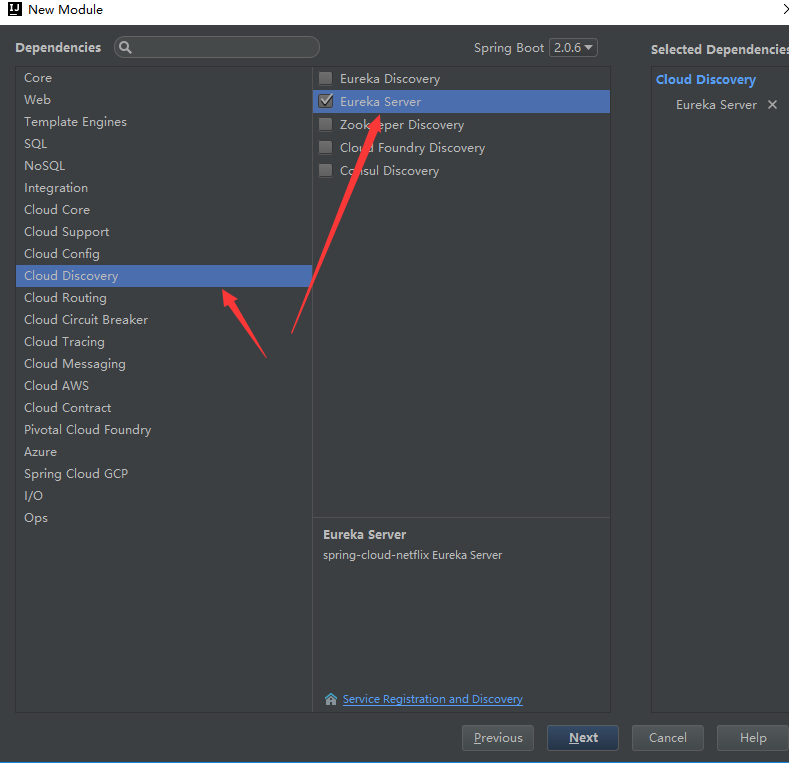 New Module
Dependencies
Spring Boot 2.0.6
Selected Dependencies
Core
Web
Template Engines
SQL
NoSQL
Integration
Cloud Core
Cloud Support
Cloud Config
Cloud Discovery
Cloud Routing
Cloud Circuit Breaker
Cloud Tracing
Cloud Messaging
Cloud AWS
Cloud Contract
Pivotal Cloud Foundry
Azure
Spring Cloud GCP
I/O
Ops
Eureka Discovery
Eureka Server
Zookeeper Discovery
Cloud Foundry Discovery
Consul Discovery
Eureka Server
spring-cloud-netflix Eureka Server
Service Registration and Discovery
Cloud Discovery
Eureka Server
Previous
Next
Cancel
Help